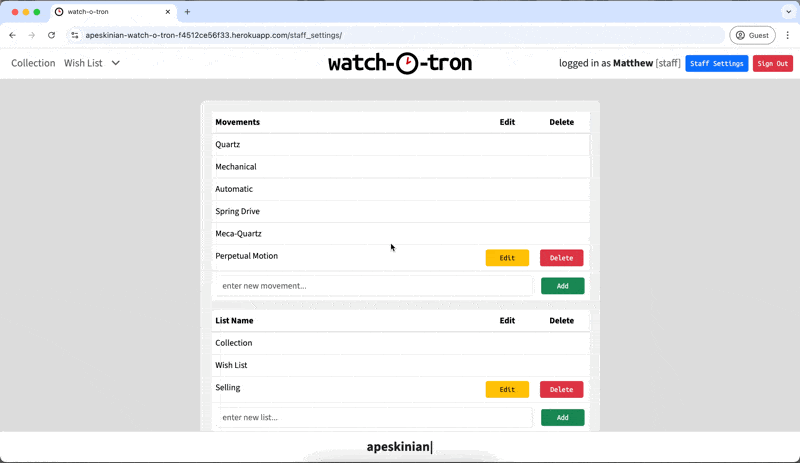 watch-o-tron
apeskinian-watch-o-tron-f4512ce56f33.herokuapp.com/staff_settings/
Guest
Collection Wish List watch-o-tron logged in as Matthew [staff] Staff Settings Sign Out
Movements Edit Delete
Quartz
Mechanical
Automatic
Spring Drive
Meca-Quartz
Perpetual Motion Edit Delete
enter new movement... Add
List Name Edit Delete
Collection
Wish List
Selling Edit Delete
enter new list... Add
apeskinian|